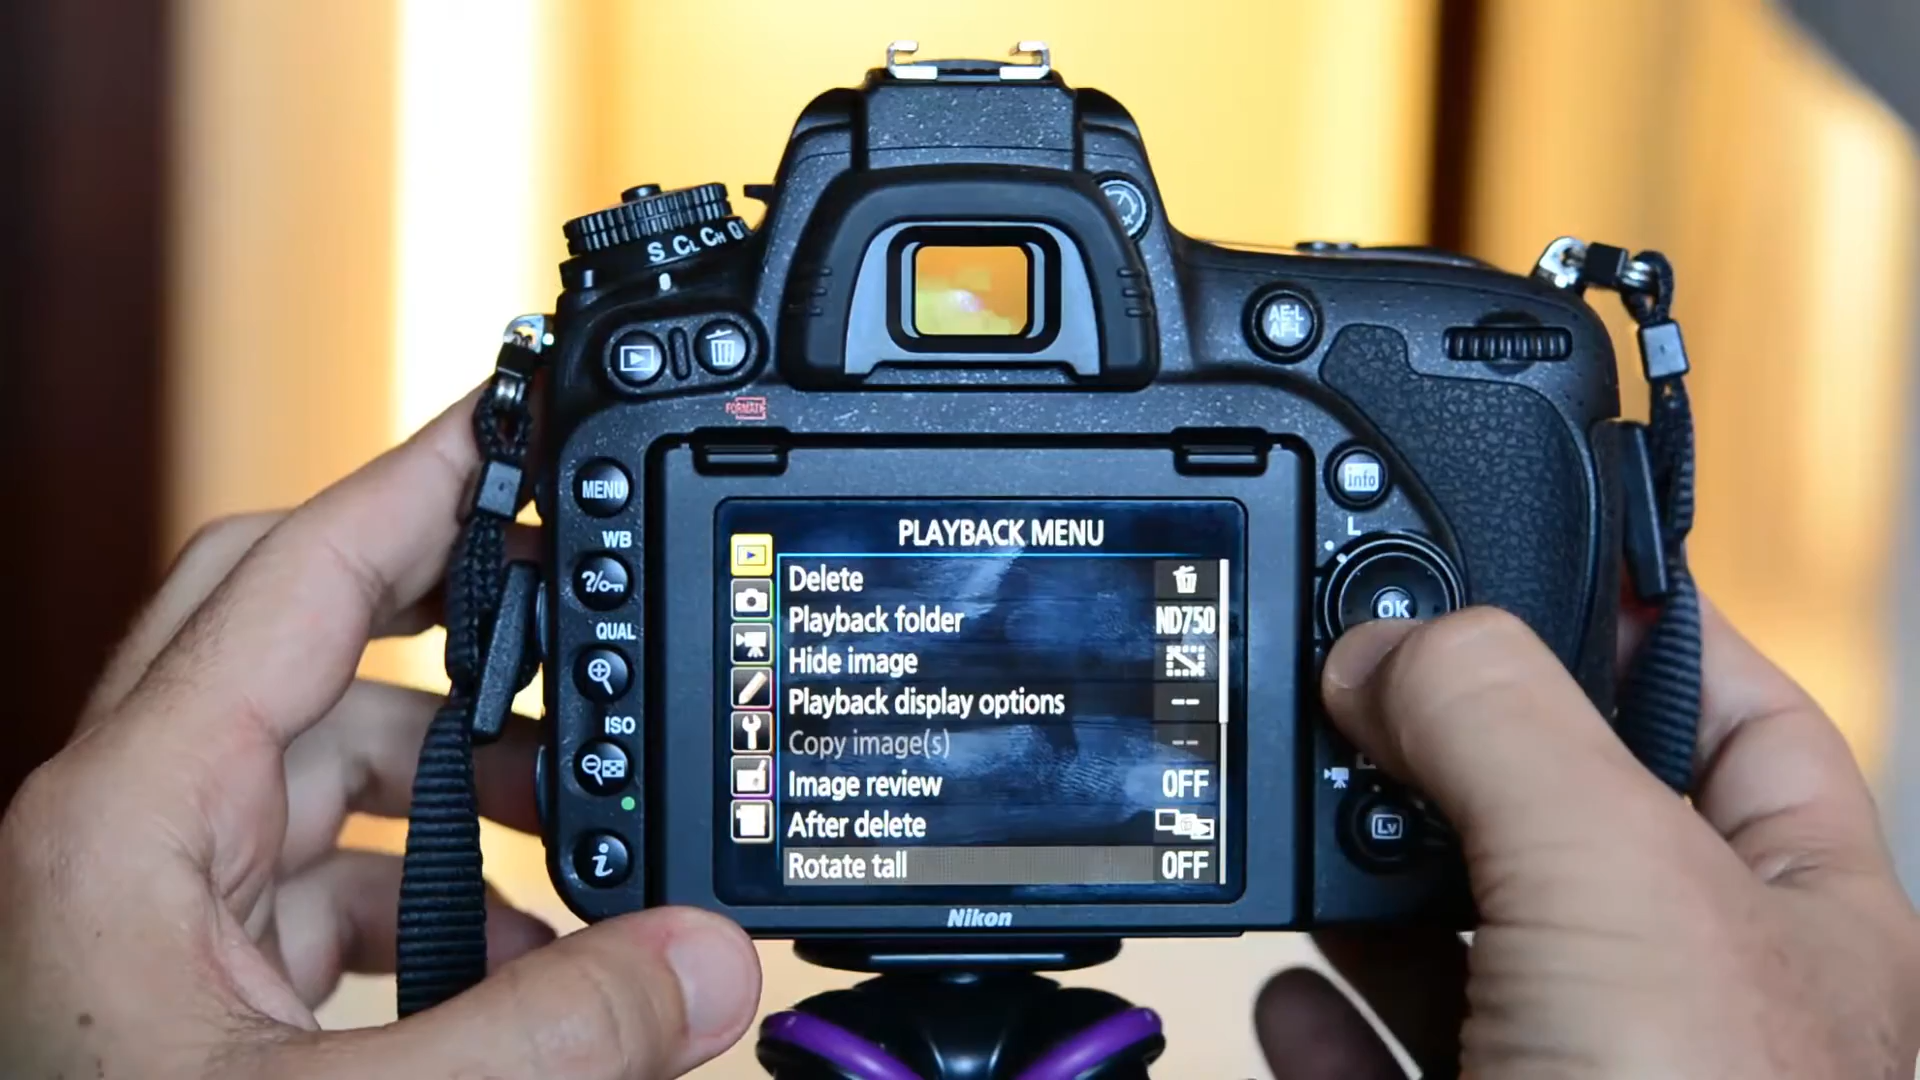 S CL CH Q
AE-L
AF-L
FORMAT
MENU
info
WB
L
?
QUAL
OK
ISO
i
Lv
PLAYBACK MENU
Delete
Playback folder ND750
Hide image
Playback display options --
Copy image(s) --
Image review OFF
After delete
Rotate tall OFF
Nikon